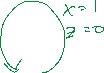 x = 1
z = 0